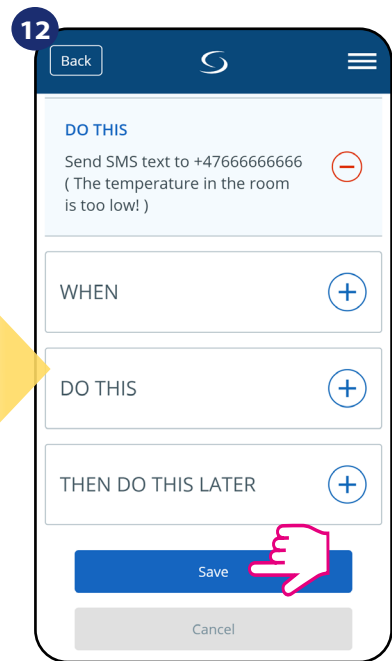 12
Back
DO THIS
Send SMS text to +47666666666
( The temperature in the room
is too low! )
WHEN
DO THIS
THEN DO THIS LATER
Save
Cancel